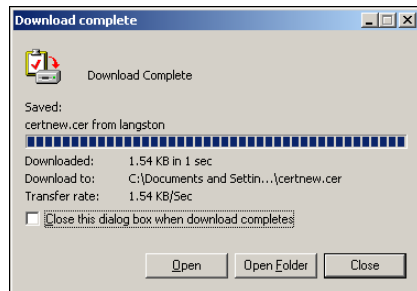 Download complete
Download Complete
Saved:
certnew.cer from langston
Downloaded: 1.54 KB in 1 sec
Download to: C:\Documents and Settin...\certnew.cer
Transfer rate: 1.54 KB/Sec
Close this dialog box when download completes
Open Open Folder Close